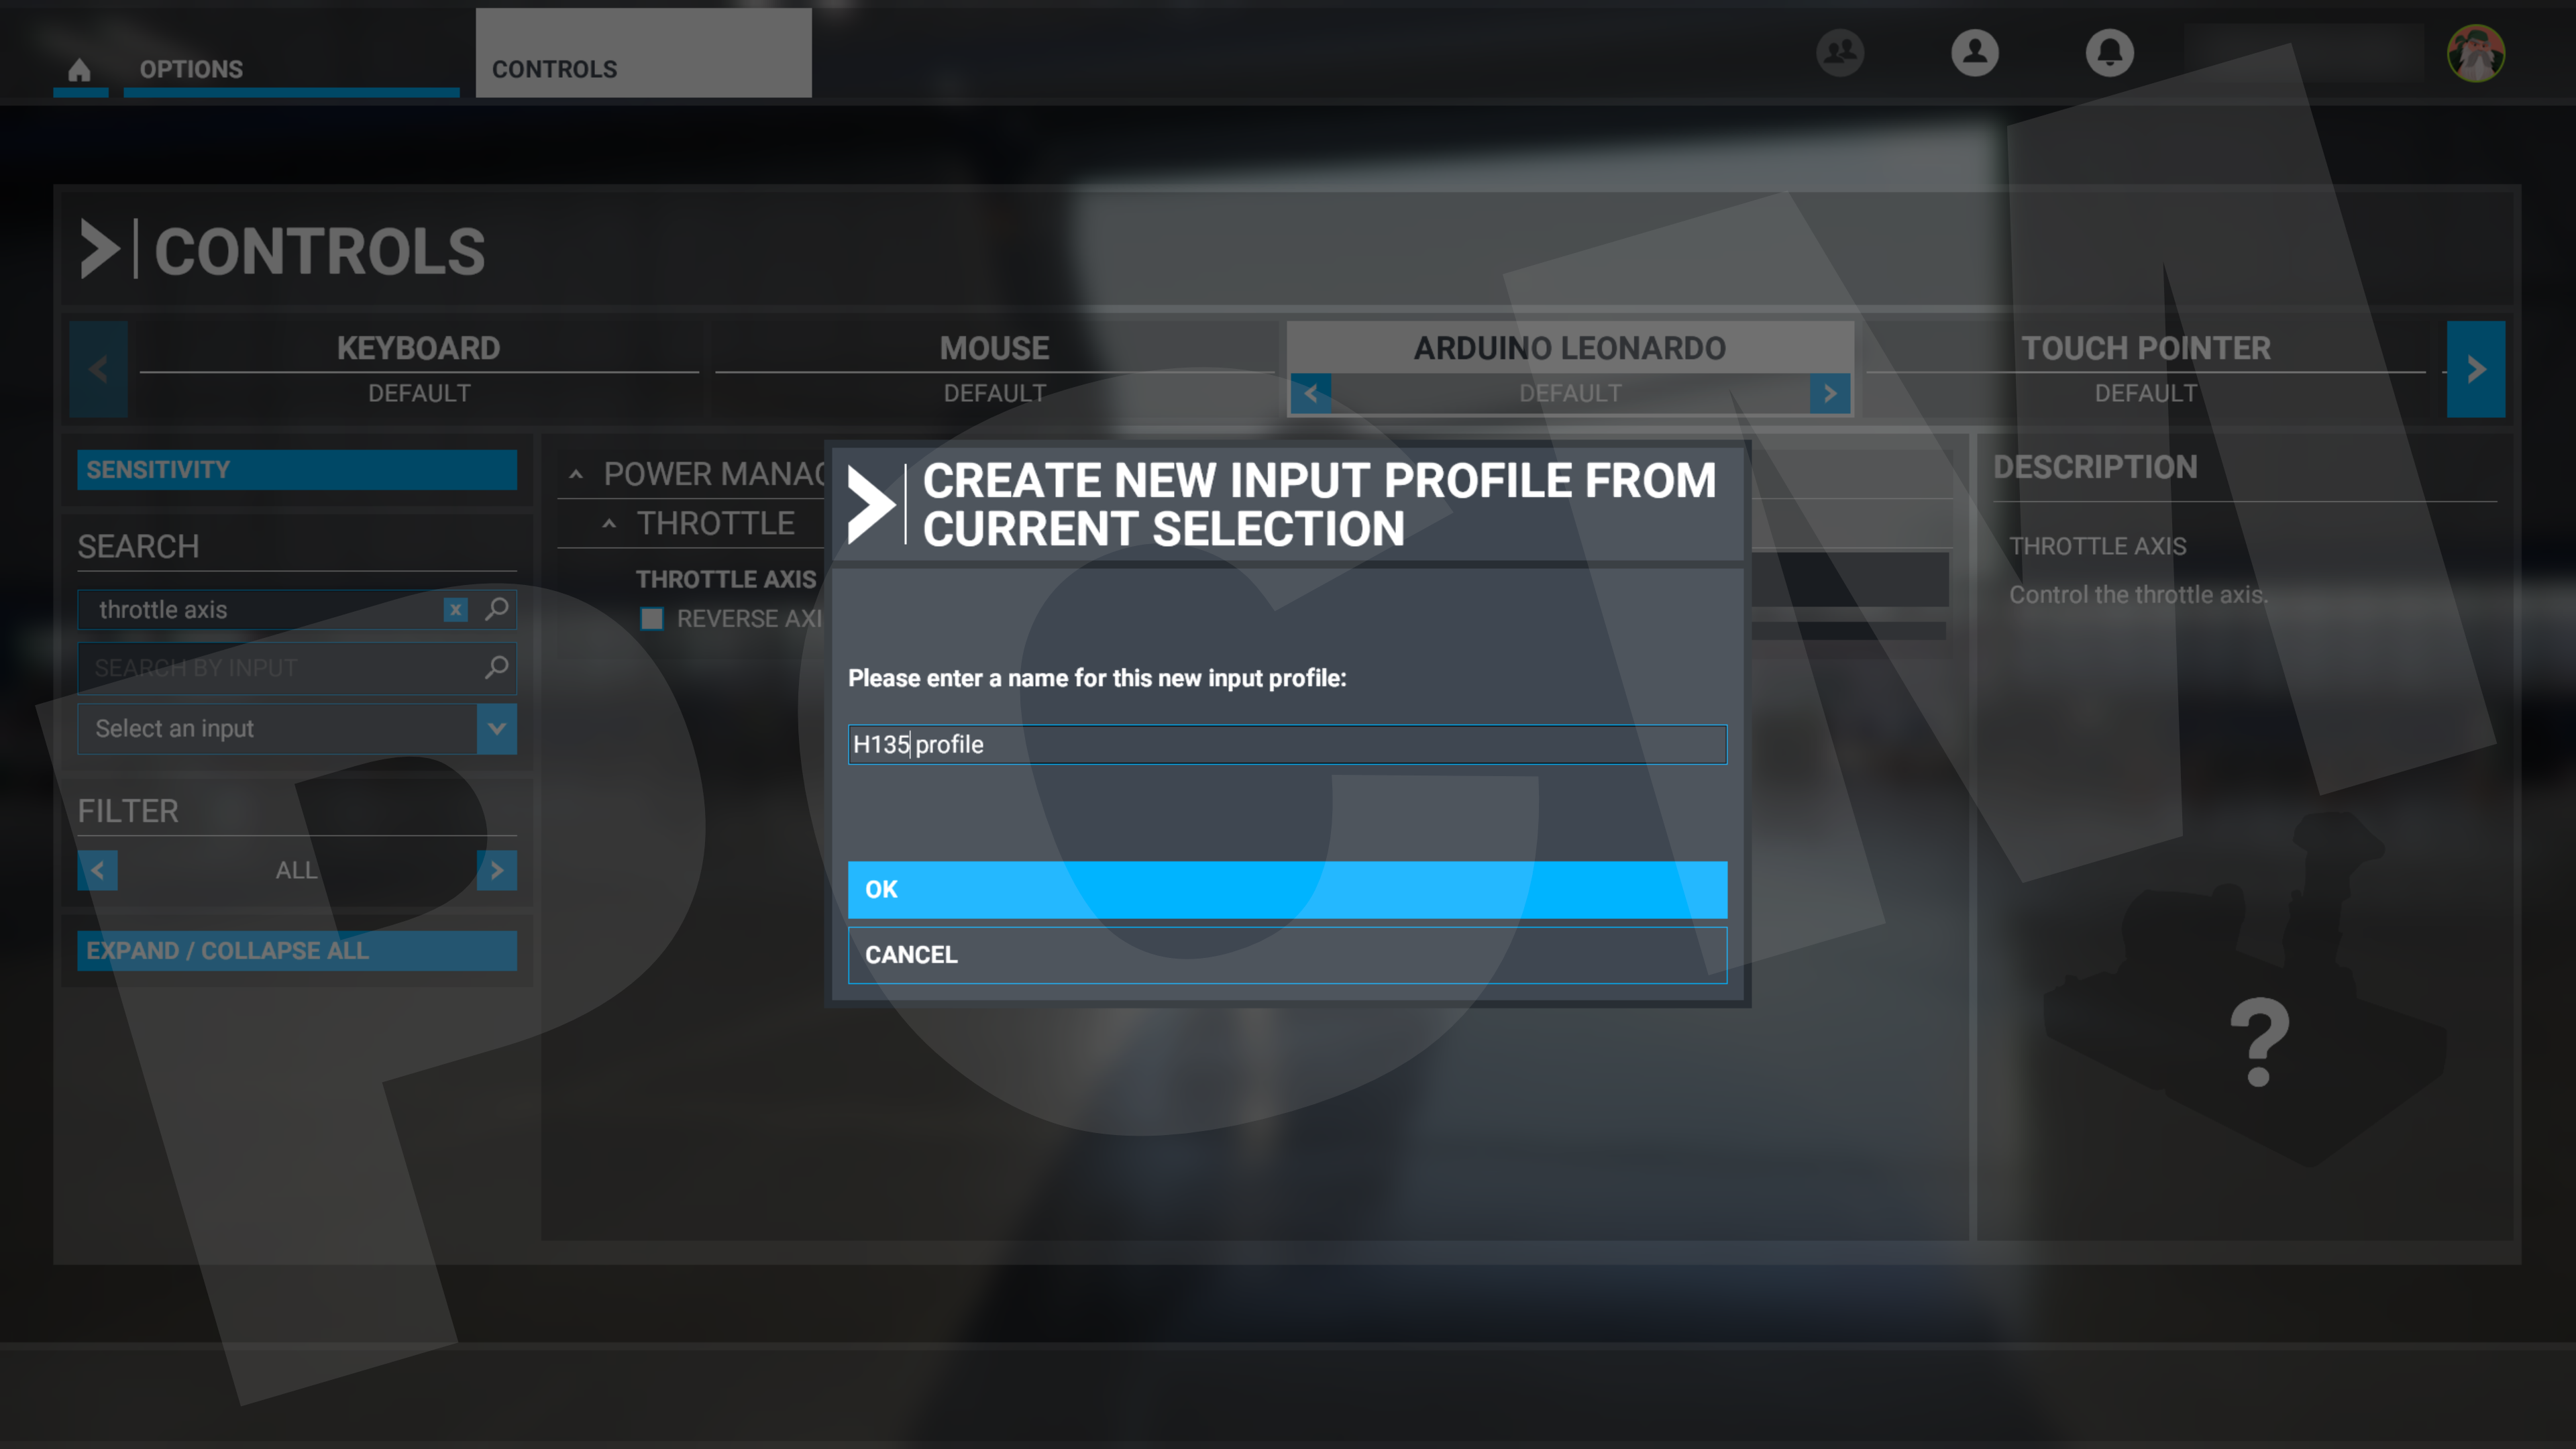 OPTIONS
CONTROLS
CONTROLS
KEYBOARD
DEFAULT
MOUSE
DEFAULT
ARDUINO LEONARDO
DEFAULT
TOUCH POINTER
DEFAULT
SENSITIVITY
SEARCH
throttle axis
x
SEARCH BY INPUT
Select an input
FILTER
ALL
EXPAND / COLLAPSE ALL
POWER MANAG
THROTTLE
THROTTLE AXIS
REVERSE AXI
CREATE NEW INPUT PROFILE FROM
CURRENT SELECTION
Please enter a name for this new input profile:
H135 profile
OK
CANCEL
DESCRIPTION
THROTTLE AXIS
Control the throttle axis.
?
PCM